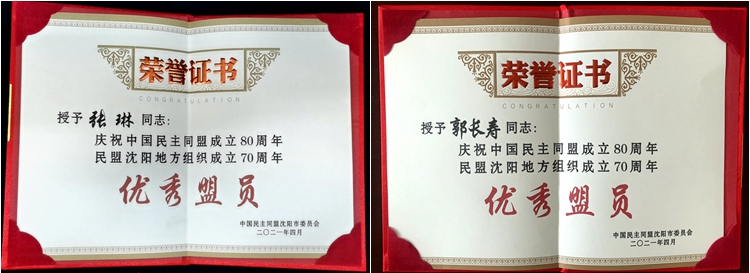 荣誉证书
CONGRATULATION
授予 张琳 同志：
庆祝中国民主同盟成立80周年
民盟沈阳地方组织成立70周年
优秀盟员
中国民主同盟沈阳市委员会
二〇二一年四月
荣誉证书
CONGRATULATION
授予 郭长寿 同志：
庆祝中国民主同盟成立80周年
民盟沈阳地方组织成立70周年
优秀盟员
中国民主同盟沈阳市委员会
二〇二一年四月